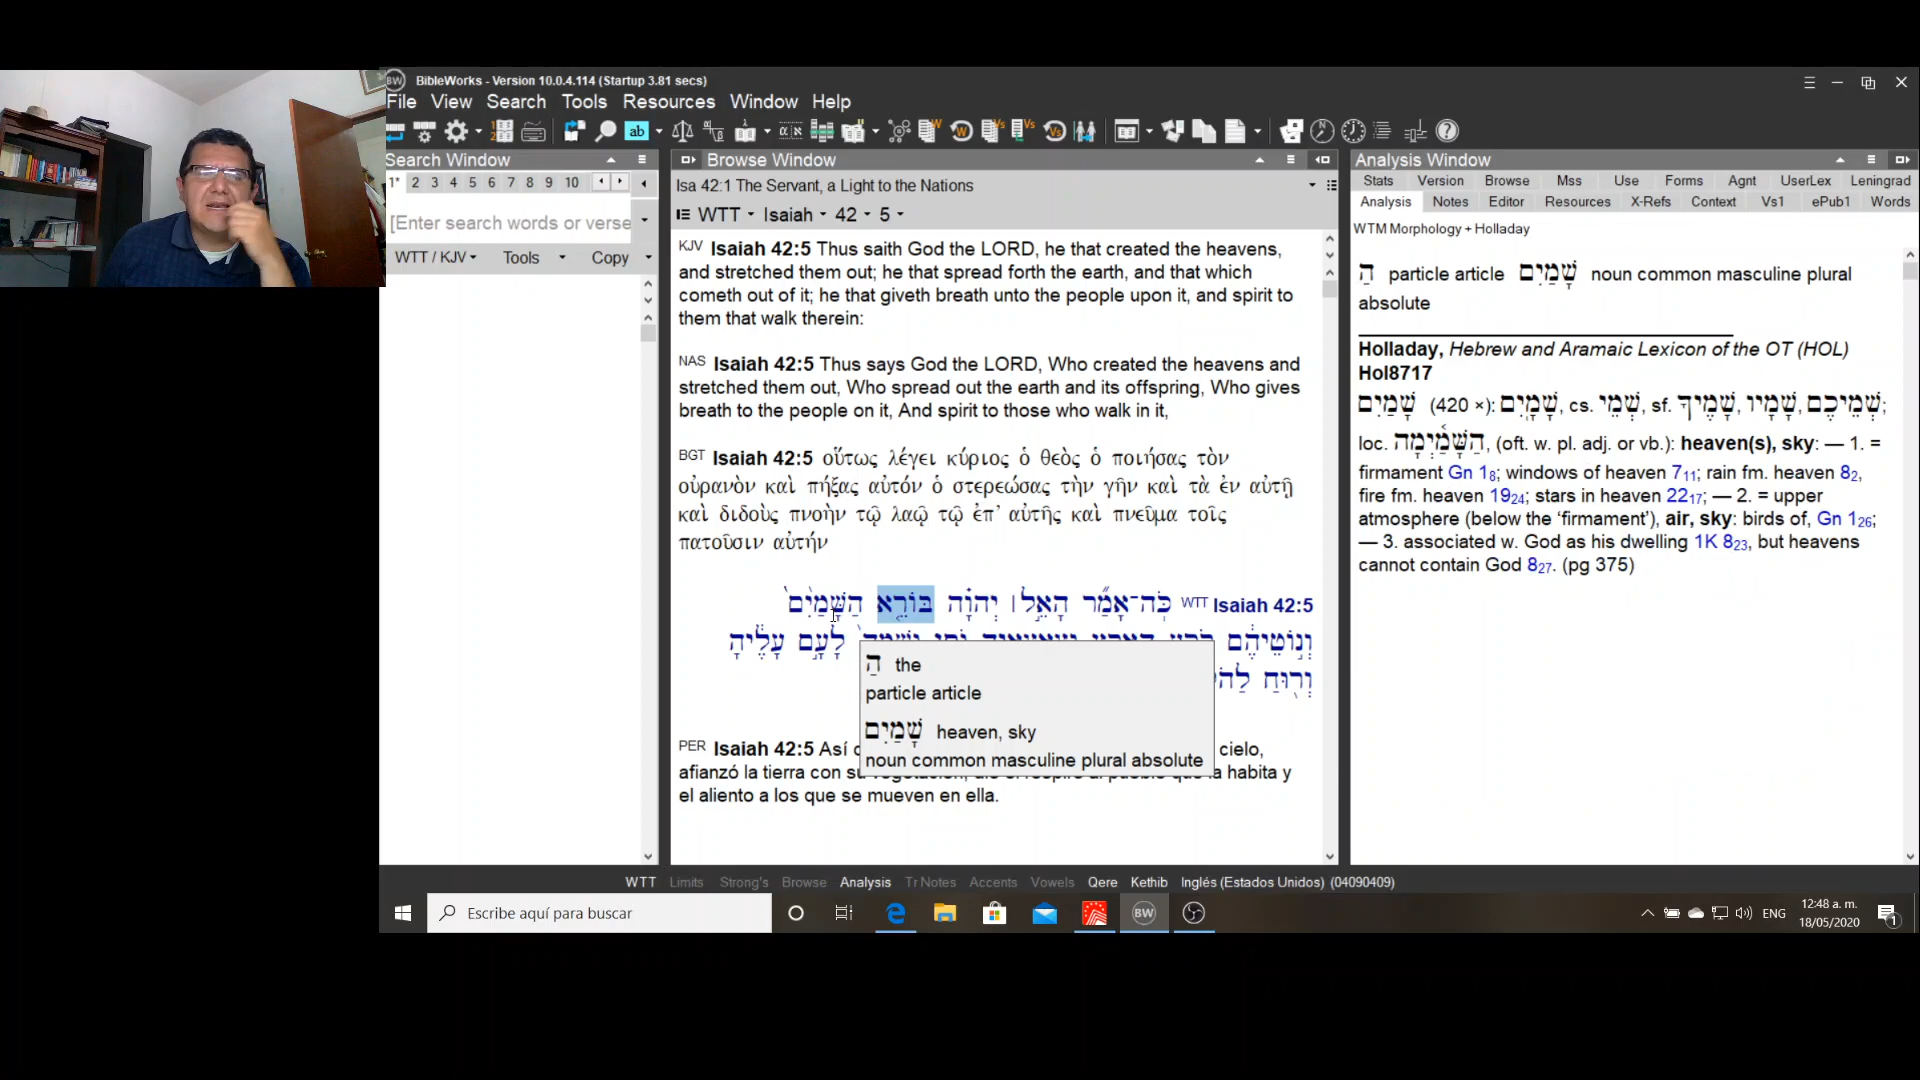 BW BibleWorks - Version 10.0.4.114 (Startup 3.81 secs)
File View Search Tools Resources Window Help
Search Window
1* 2 3 4 5 6 7 8 9 10
[Enter search words or verse
WTT / KJV Tools Copy
Browse Window
Isa 42:1 The Servant, a Light to the Nations
WTT Isaiah 42 5
KJV Isaiah 42:5 Thus saith God the LORD, he that created the heavens,
and stretched them out; he that spread forth the earth, and that which
cometh out of it; he that giveth breath unto the people upon it, and spirit to
them that walk therein:
NAS Isaiah 42:5 Thus says God the LORD, Who created the heavens and
stretched them out, Who spread out the earth and its offspring, Who gives
breath to the people on it, And spirit to those who walk in it,
BGT Isaiah 42:5 οὕτως λέγει κύριος ὁ θεὸς ὁ ποιήσας τὸν
οὐρανὸν καὶ πήξας αὐτόν ὁ στερεώσας τὴν γῆν καὶ τὰ ἐν αὐτῇ
καὶ διδοὺς πνοὴν τῷ λαῷ τῷ ἐπ᾽ αὐτῆς καὶ πνεῦμα τοῖς
πατοῦσιν αὐτήν
WTT Isaiah 42:5 כֹּֽה־אָמַ֞ר הָאֵ֣ל׀ יְהוָ֗ה בּוֹרֵ֤א הַשָּׁמַ֙יִם֙
וְנ֣וֹטֵיהֶ֔ם לָעָ֣ם עָלֶ֔יהָ
וְר֖וּחַ
הַ the
particle article
שָׁמַיִם heaven, sky
noun common masculine plural absolute
PER Isaiah 42:5 Así cielo,
afianzó la tierra con la habita y
el aliento a los que se mueven en ella.
Analysis Window
Stats Version Browse Mss Use Forms Agnt UserLex Leningrad
Analysis Notes Editor Resources X-Refs Context Vs1 ePub1 Words
WTM Morphology + Holladay
הַ particle article שָׁמַיִם noun common masculine plural
absolute
Holladay, Hebrew and Aramaic Lexicon of the OT (HOL)
Hol8717
שָׁמַיִם (420 ×): שָׁמָֽיִם, cs. שְׁמֵי, sf. שָׁמֶיךָ, שָׁמָיו, שְׁמֵיכֶם;
loc. הַשָּׁמַ֫יְמָה, (oft. w. pl. adj. or vb.): heaven(s), sky: — 1. =
firmament Gn 1₈; windows of heaven 7₁₁; rain fm. heaven 8₂,
fire fm. heaven 19₂₄; stars in heaven 22₁₇; — 2. = upper
atmosphere (below the ‘firmament’), air, sky: birds of, Gn 1₂₆;
— 3. associated w. God as his dwelling 1K 8₂₃, but heavens
cannot contain God 8₂₇. (pg 375)
WTT Limits Strong's Browse Analysis Tr Notes Accents Vowels Qere Kethib Inglés (Estados Unidos) (04090409)
Escribe aquí para buscar
BW
ENG
12:48 a. m.
18/05/2020
1